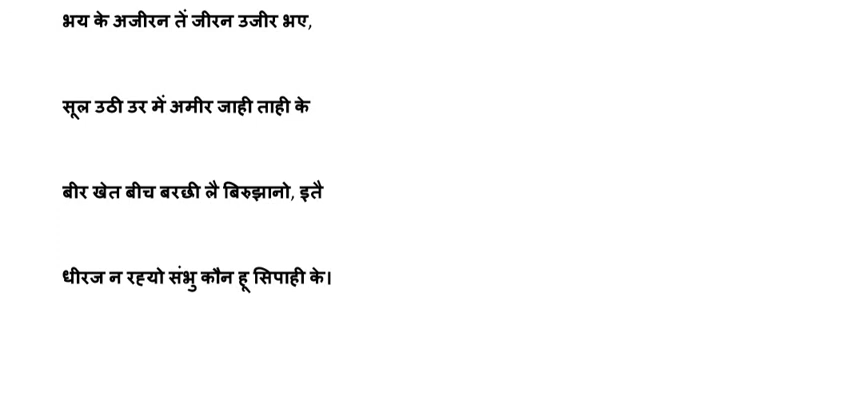 भय के अजीरन तें जीरन उजीर भए,
सूल उठी उर में अमीर जाही ताही के
बीर खेत बीच बरछी लै बिरुझानो, इतै
धीरज न रह्यो संभु कौन हू सिपाही के।